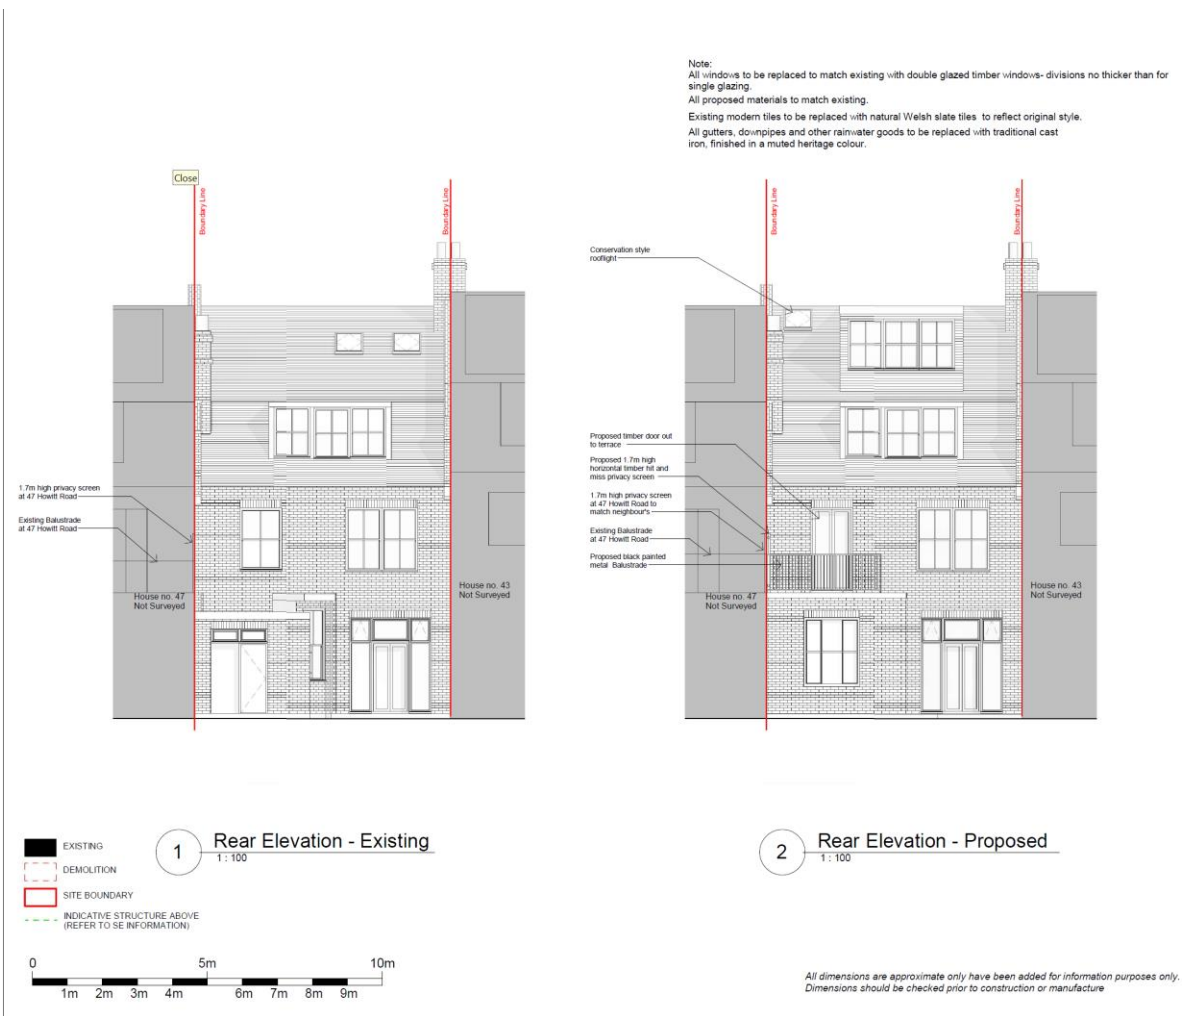 Note:
All windows to be replaced to match existing with double glazed timber windows- divisions no thicker than for
single glazing.
All proposed materials to match existing.
Existing modern tiles to be replaced with natural Welsh slate tiles to reflect original style.
All gutters, downpipes and other rainwater goods to be replaced with traditional cast
iron, finished in a muted heritage colour.
Close
Boundary Line
Boundary Line
1.7m high privacy screen
at 47 Howitt Road
Existing Balustrade
at 47 Howitt Road
House no. 47
Not Surveyed
House no. 43
Not Surveyed
Boundary Line
Boundary Line
Conservation style
rooflight
Proposed timber door out
to terrace
Proposed 1.7m high
horizontal timber hit and
miss privacy screen
1.7m high privacy screen
at 47 Howitt Road to
match neighbour's
Existing Balustrade
at 47 Howitt Road
Proposed black painted
metal Balustrade
House no. 47
Not Surveyed
House no. 43
Not Surveyed
EXISTING
DEMOLITION
SITE BOUNDARY
INDICATIVE STRUCTURE ABOVE
(REFER TO SE INFORMATION)
1
Rear Elevation - Existing
1 : 100
2
Rear Elevation - Proposed
1 : 100
0 5m 10m
1m 2m 3m 4m 6m 7m 8m 9m
All dimensions are approximate only have been added for information purposes only.
Dimensions should be checked prior to construction or manufacture